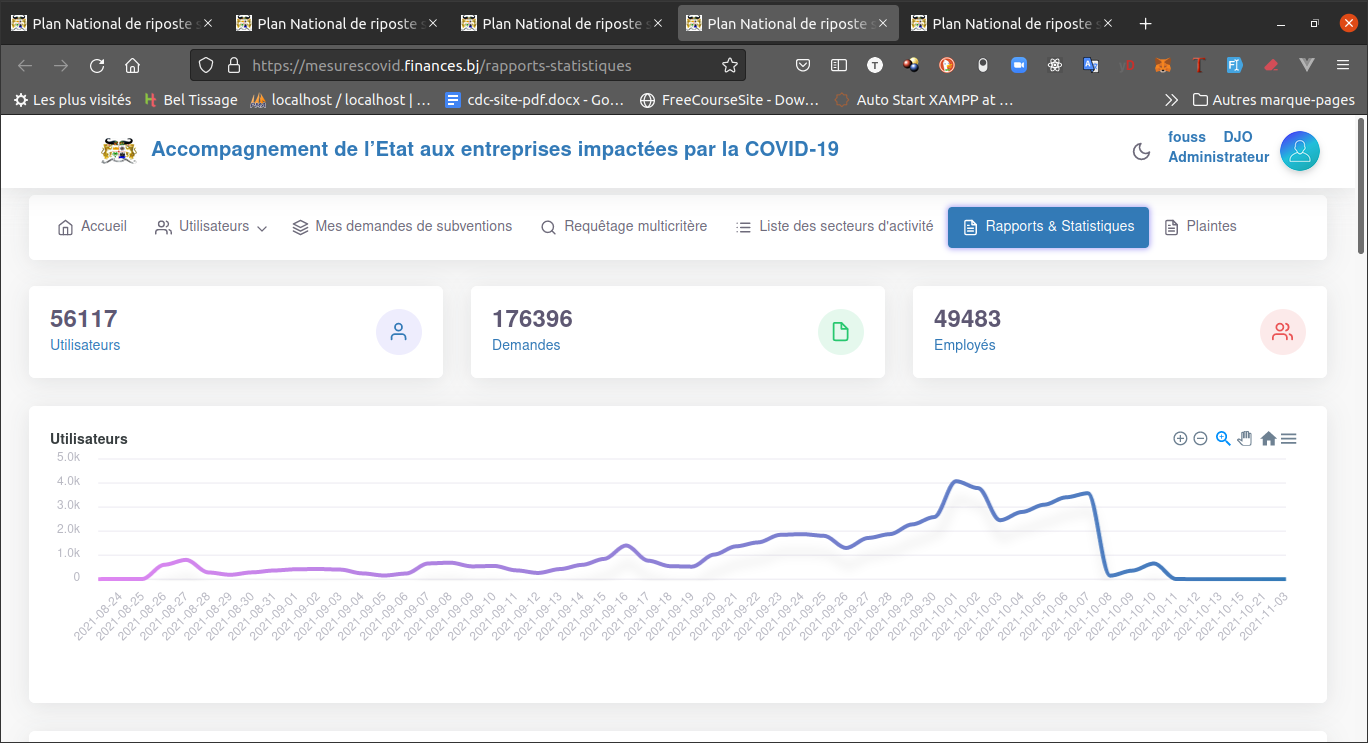 Plan National de riposte s Plan National de riposte s Plan National de riposte s Plan National de riposte s Plan National de riposte s
https://mesurescovid.finances.bj/rapports-statistiques
Les plus visités Bel Tissage localhost / localhost | … cdc-site-pdf.docx - Go… FreeCourseSite - Dow… Auto Start XAMPP at … Autres marque-pages
Accompagnement de l’Etat aux entreprises impactées par la COVID-19
fouss DJO
Administrateur
Accueil Utilisateurs Mes demandes de subventions Requêtage multicritère Liste des secteurs d'activité Rapports & Statistiques Plaintes
56117
Utilisateurs
176396
Demandes
49483
Employés
Utilisateurs
5.0k
4.0k
3.0k
2.0k
1.0k
0
2021-08-24 2021-08-25 2021-08-26 2021-08-27 2021-08-28 2021-08-29 2021-08-30 2021-08-31 2021-09-01 2021-09-02 2021-09-03 2021-09-04 2021-09-05 2021-09-06 2021-09-07 2021-09-08 2021-09-09 2021-09-10 2021-09-11 2021-09-12 2021-09-13 2021-09-14 2021-09-15 2021-09-16 2021-09-17 2021-09-18 2021-09-19 2021-09-20 2021-09-21 2021-09-22 2021-09-23 2021-09-24 2021-09-25 2021-09-26 2021-09-27 2021-09-28 2021-09-29 2021-09-30 2021-10-01 2021-10-02 2021-10-03 2021-10-04 2021-10-05 2021-10-06 2021-10-07 2021-10-08 2021-10-09 2021-10-10 2021-10-11 2021-10-12 2021-10-13 2021-10-15 2021-10-21 2021-11-03